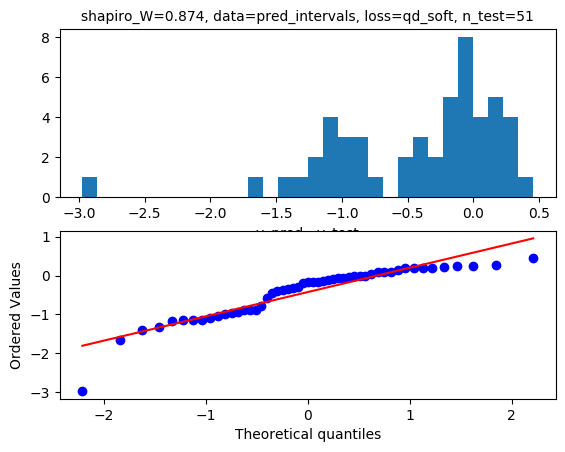 shapiro_W=0.874, data=pred_intervals, loss=qd_soft, n_test=51
8
6
4
2
0
-3.0 -2.5 -2.0 -1.5 -1.0 -0.5 0.0 0.5
1
0
−1
−2
−3
Ordered Values
−2 −1 0 1 2
Theoretical quantiles